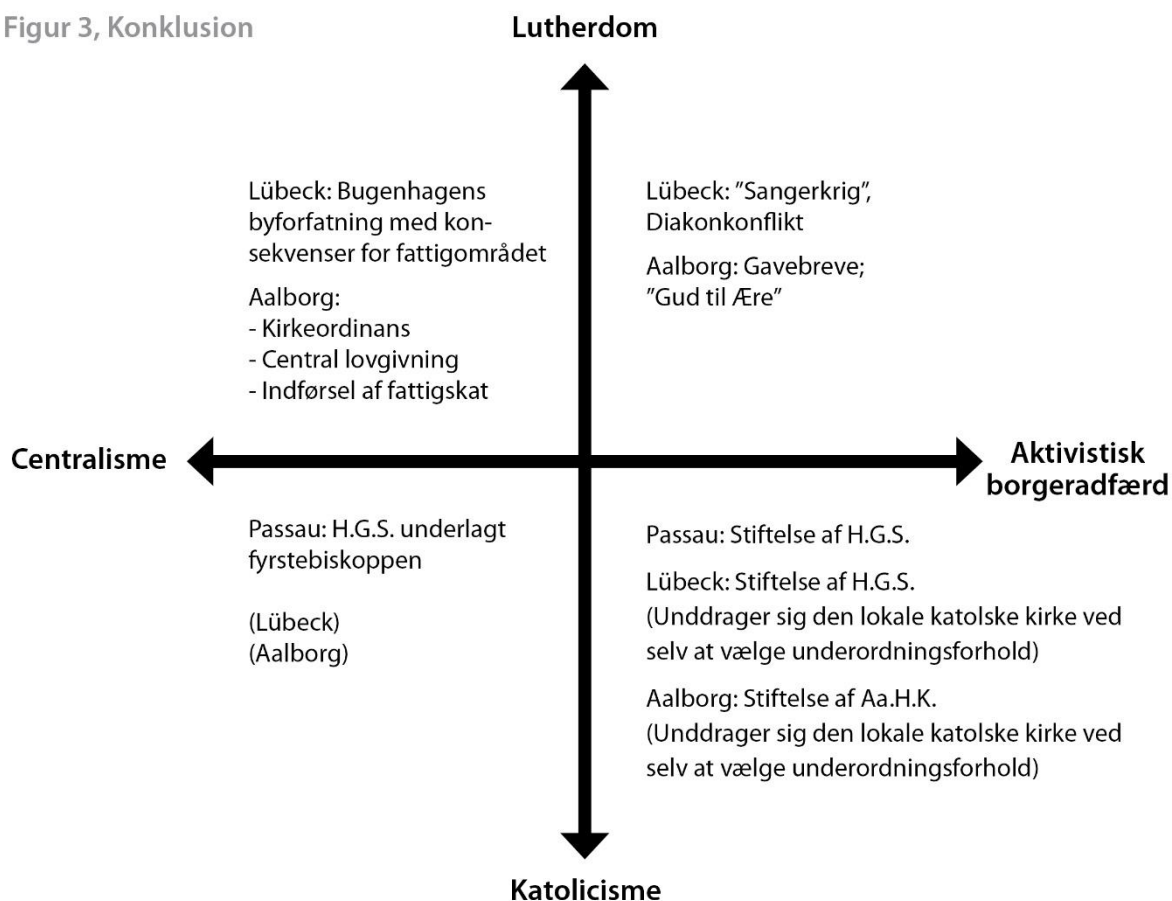 Figur 3, Konklusion
Lutherdom
Lübeck: Bugenhagens
byforfatning med kon-
sekvenser for fattigområdet
Aalborg:
- Kirkeordinans
- Central lovgivning
- Indførsel af fattigskat
Lübeck: ”Sangerkrig”,
Diakonkonflikt
Aalborg: Gavebreve;
”Gud til Ære”
Centralisme
Aktivistisk
borgeradfærd
Passau: H.G.S. underlagt
fyrstebiskoppen
(Lübeck)
(Aalborg)
Passau: Stiftelse af H.G.S.
Lübeck: Stiftelse af H.G.S.
(Unddrager sig den lokale katolske kirke ved
selv at vælge underordningsforhold)
Aalborg: Stiftelse af Aa.H.K.
(Unddrager sig den lokale katolske kirke ved
selv at vælge underordningsforhold)
Katolicisme